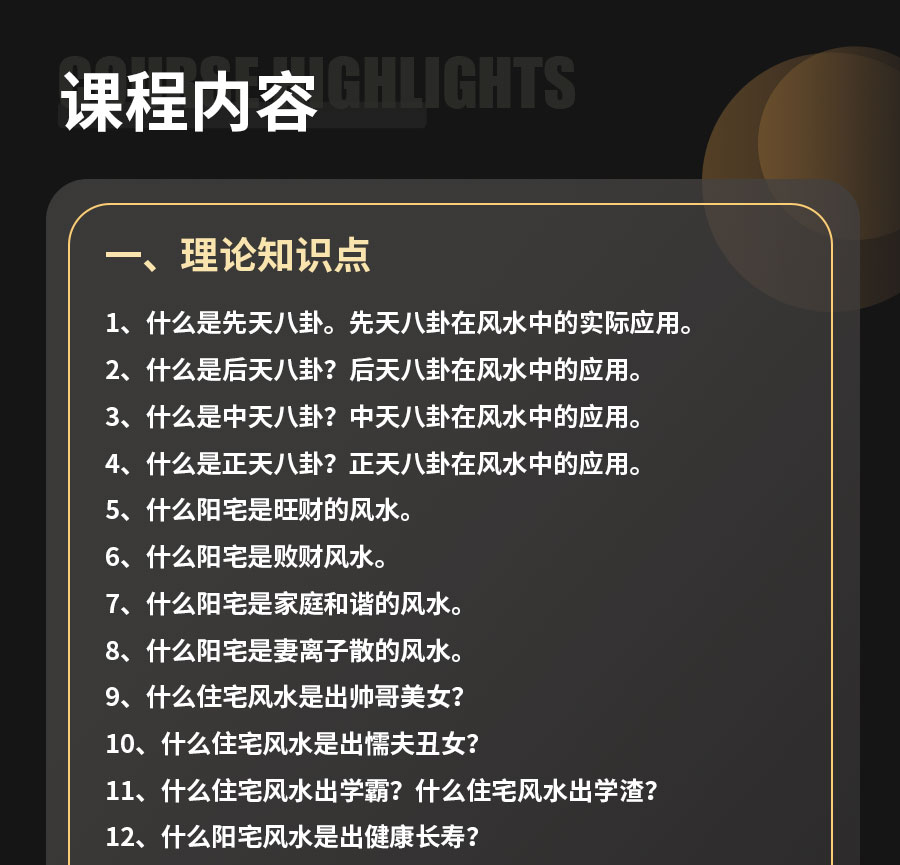 COURSE HIGHLIGHTS
课程内容
一、理论知识点
1、什么是先天八卦。先天八卦在风水中的实际应用。
2、什么是后天八卦？后天八卦在风水中的应用。
3、什么是中天八卦？中天八卦在风水中的应用。
4、什么是正天八卦？正天八卦在风水中的应用。
5、什么阳宅是旺财的风水。
6、什么阳宅是败财风水。
7、什么阳宅是家庭和谐的风水。
8、什么阳宅是妻离子散的风水。
9、什么住宅风水是出帅哥美女？
10、什么住宅风水是出懦夫丑女？
11、什么住宅风水出学霸？什么住宅风水出学渣？
12、什么阳宅风水是出健康长寿？